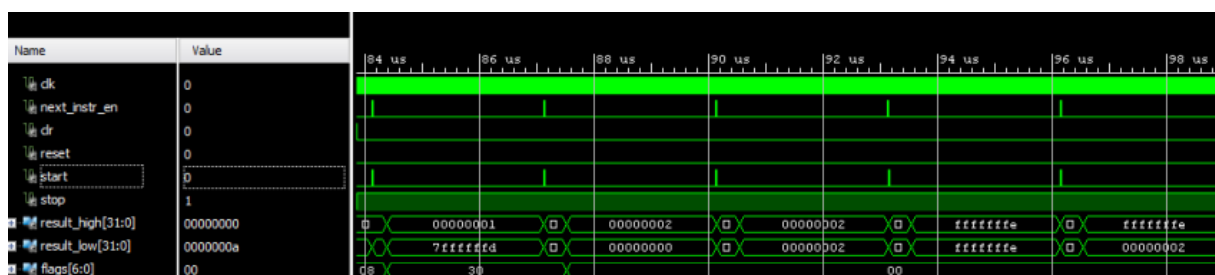 Name Value
84 us 86 us 88 us 90 us 92 us 94 us 96 us 98 us
clk 0
next_instr_en 0
clr 0
reset 0
start 0
stop 1
result_high[31:0] 00000000 00000001 00000002 00000002 fffffffe fffffffe
result_low[31:0] 0000000a 7ffffffd 00000000 00000002 fffffffe 00000002
flags[6:0] 00 08 30 00